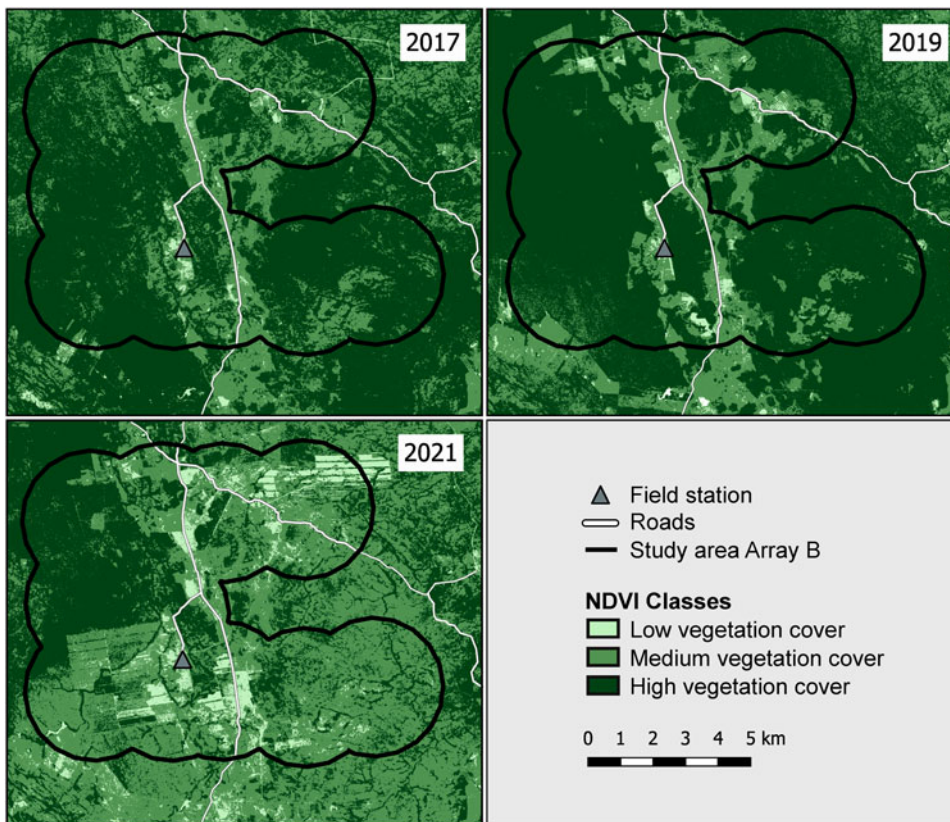 2017
2019
2021
Field station
Roads
Study area Array B
NDVI Classes
Low vegetation cover
Medium vegetation cover
High vegetation cover
0 1 2 3 4 5 km